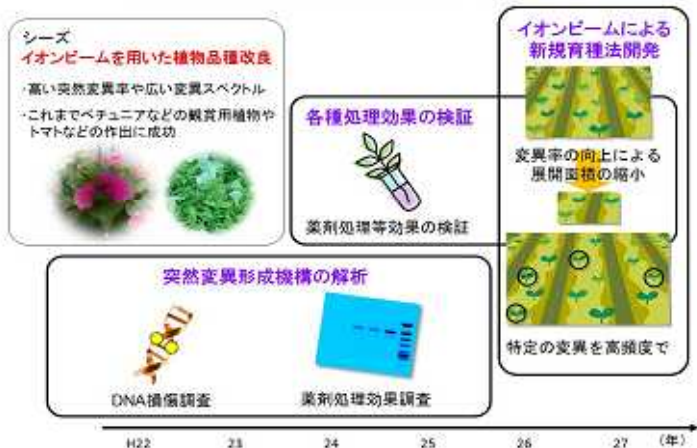 シーズ
イオンビームを用いた植物品種改良
・高い突然変異率や広い変異スペクトル
・これまでペチュニアなどの観賞用植物や
トマトなどの作出に成功
各種処理効果の検証
薬剤処理等効果の検証
イオンビームによる
新規育種法開発
変異率の向上による
展開面積の縮小
特定の変異を高頻度で
突然変異形成機構の解析
DNA損傷調査
薬剤処理効果調査
H22 23 24 25 26 27 (年)